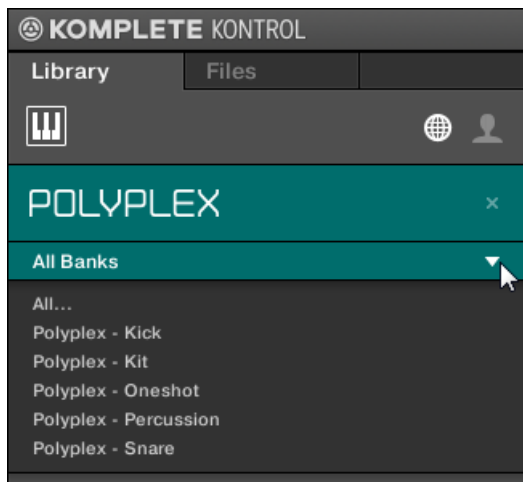 KOMPLETE KONTROL
Library Files
POLYPLEX ×
All Banks
All...
Polyplex - Kick
Polyplex - Kit
Polyplex - Oneshot
Polyplex - Percussion
Polyplex - Snare